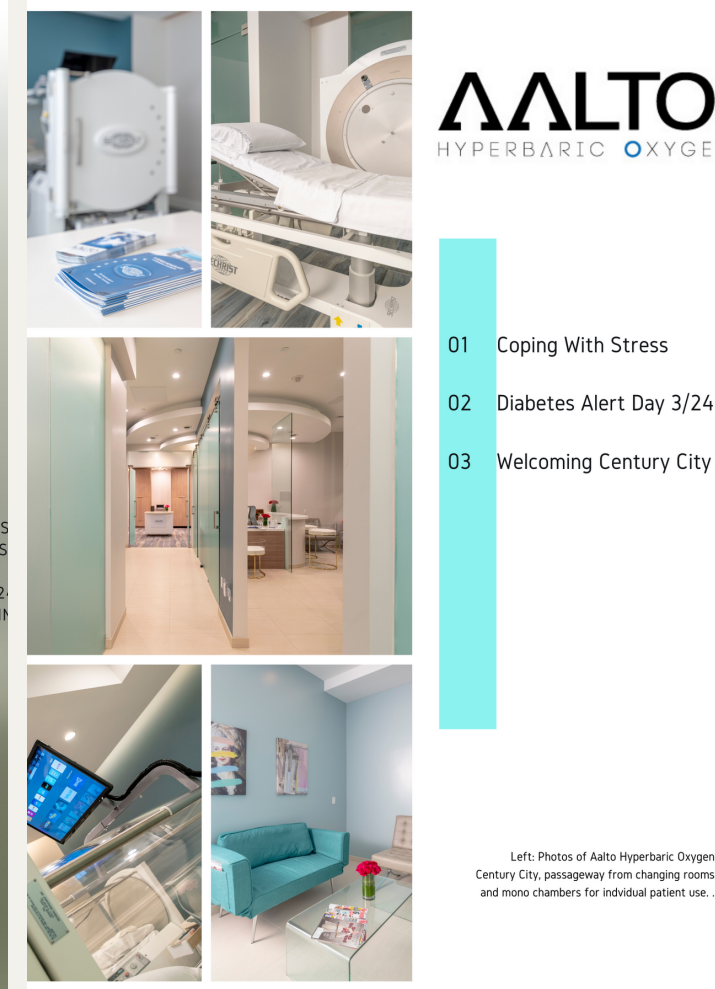 AALTO
HYPERBARIC OXYGE
01 Coping With Stress
02 Diabetes Alert Day 3/24
03 Welcoming Century City
SECHRIST
Left: Photos of Aalto Hyperbaric Oxygen
Century City, passageway from changing rooms
and mono chambers for indvidual patient use. .